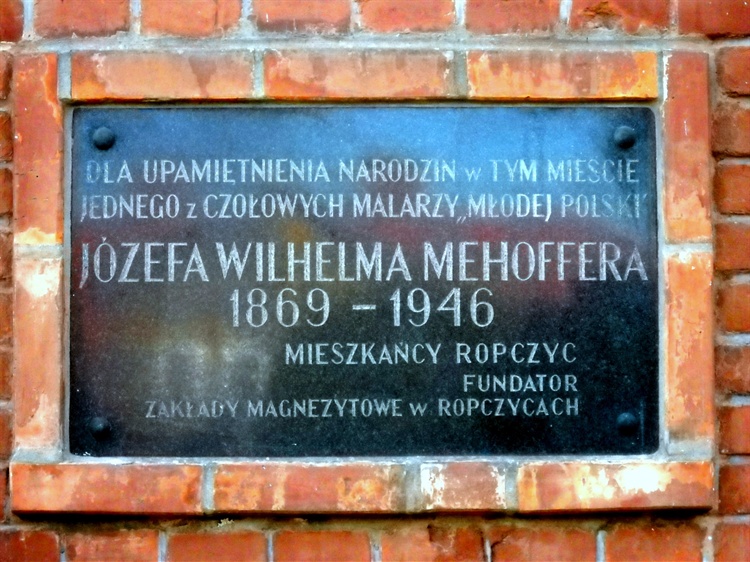 DLA UPAMIĘTNIENIA NARODZIN w TYM MIEŚCIE
JEDNEGO z CZOŁOWYCH MALARZY „MŁODEJ POLSKI”
JÓZEFA WILHELMA MEHOFFERA
1869 – 1946
MIESZKAŃCY ROPCZYC
FUNDATOR
ZAKŁADY MAGNEZYTOWE w ROPCZYCACH